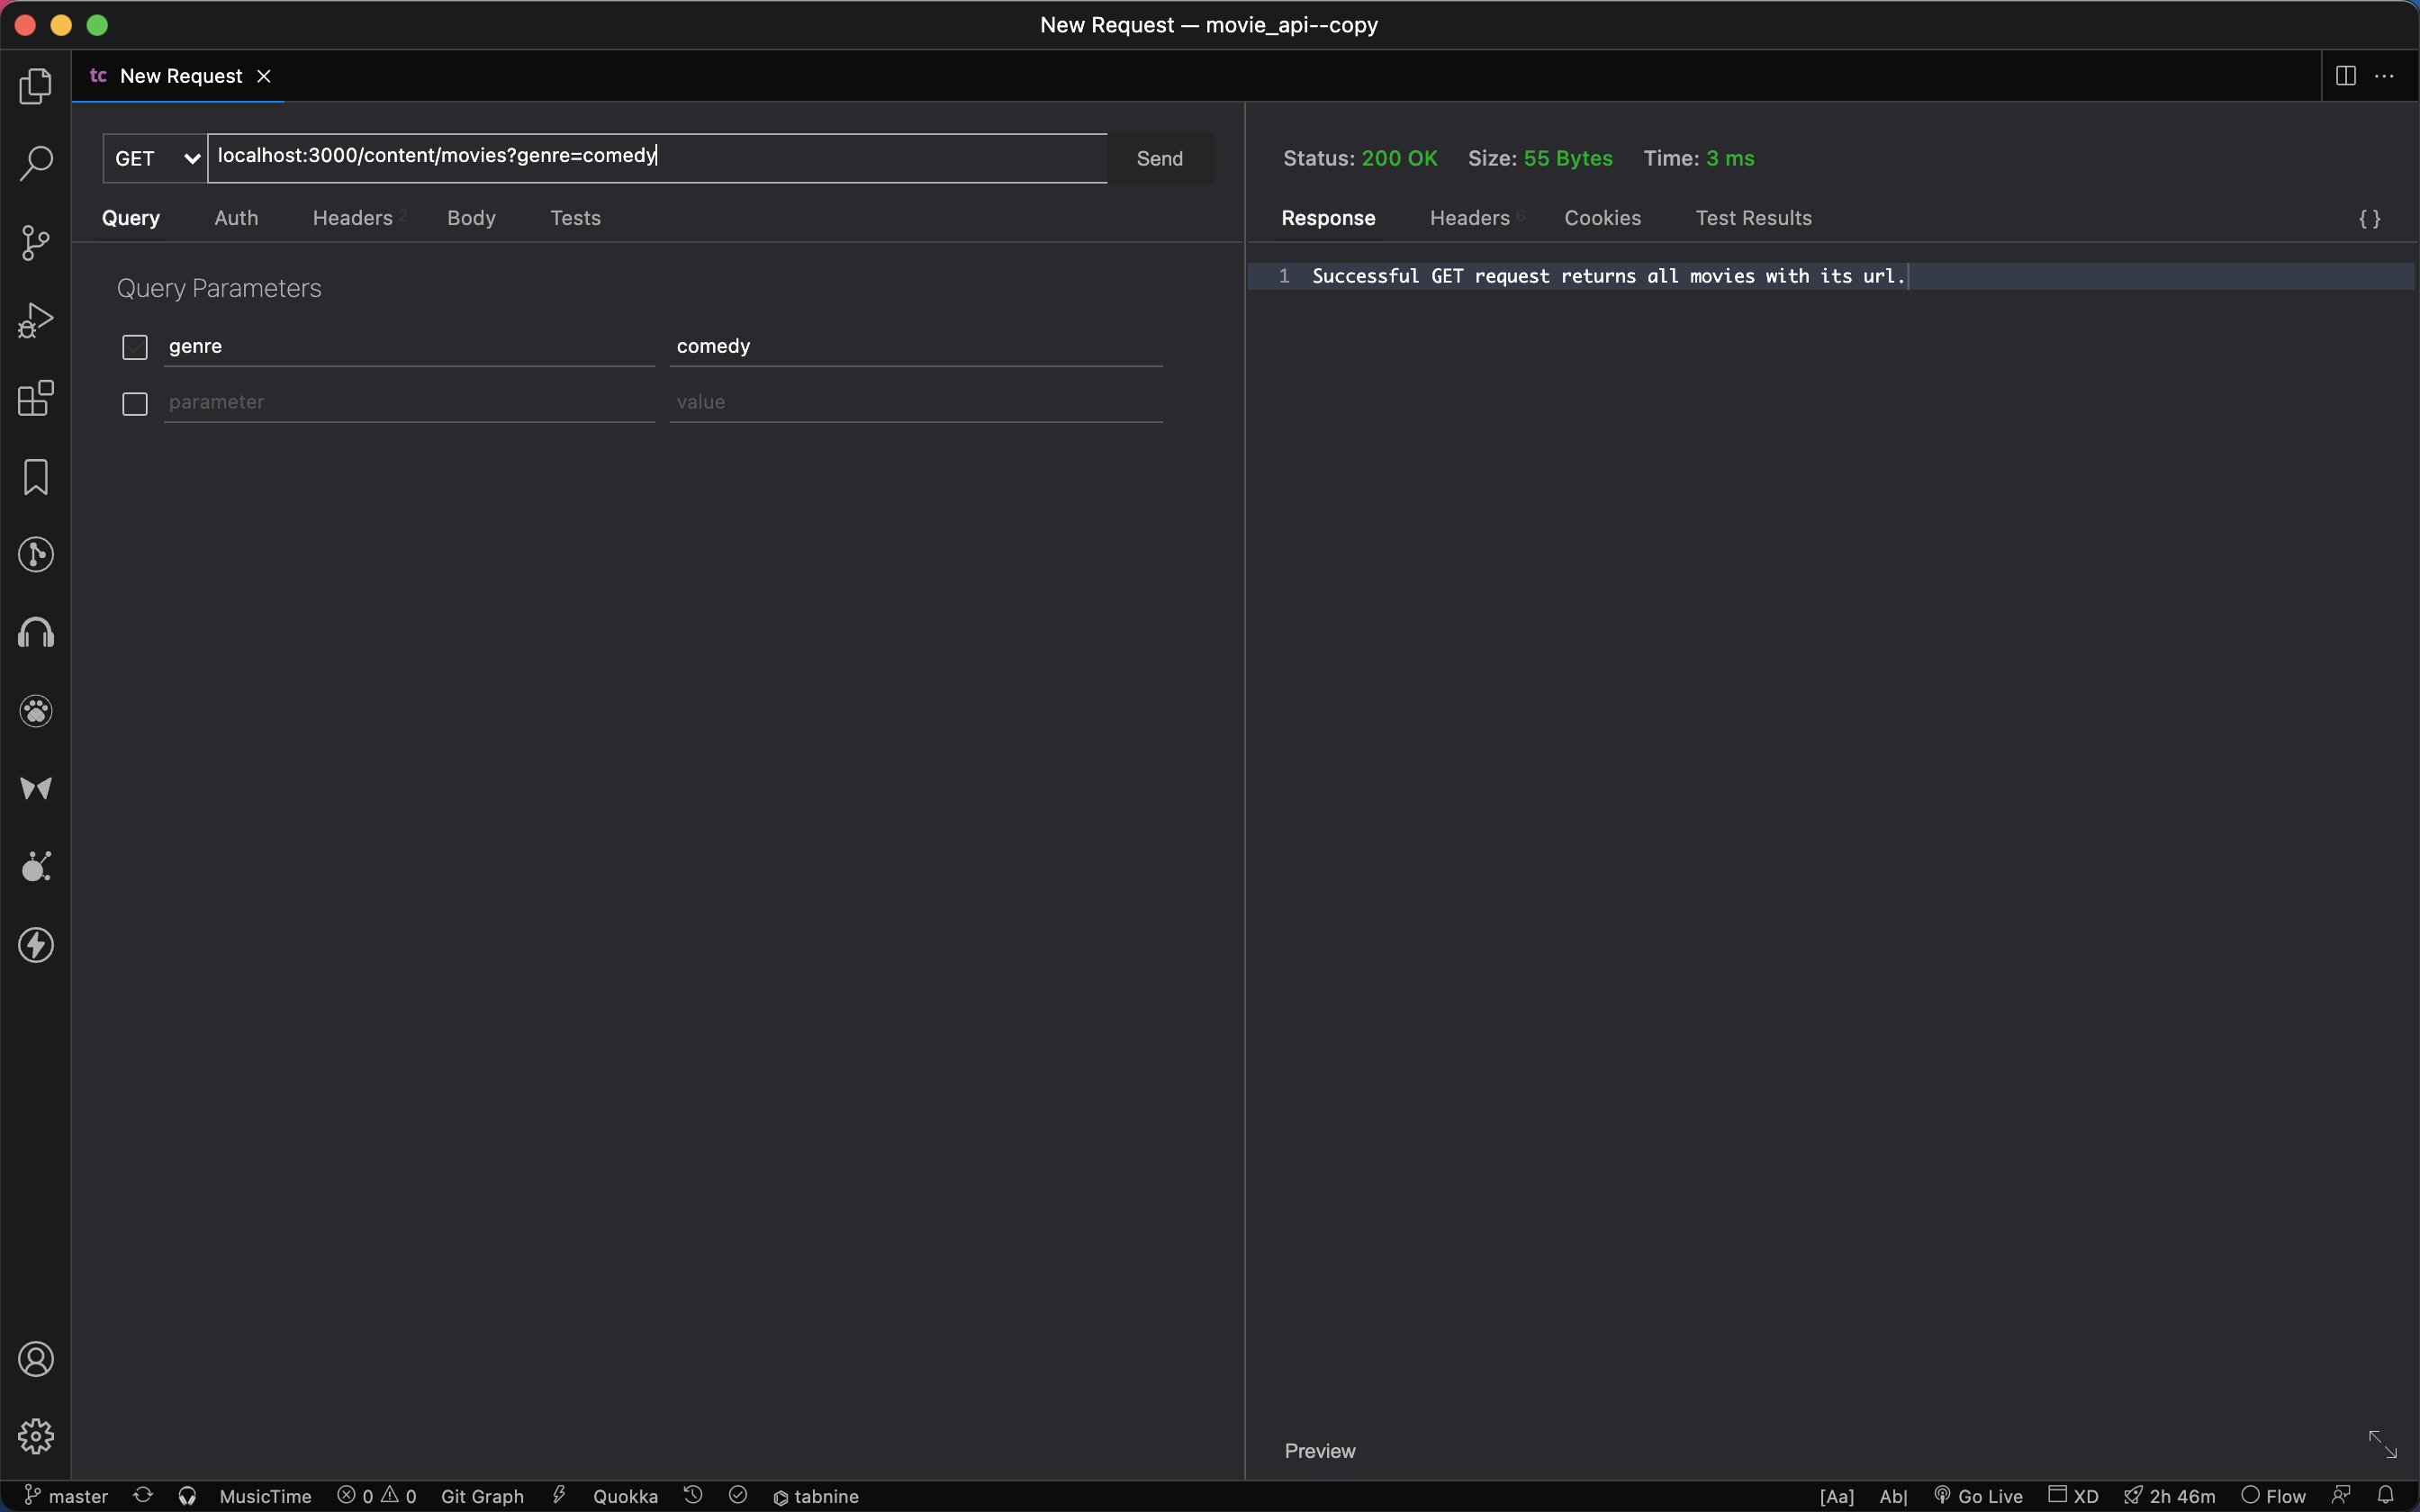 New Request — movie_api--copy
tc New Request
GET localhost:3000/content/movies?genre=comedy Send
Query Auth Headers 2 Body Tests
Query Parameters
genre comedy
parameter value
Status: 200 OK Size: 55 Bytes Time: 3 ms
Response Headers 6 Cookies Test Results { }
1 Successful GET request returns all movies with its url.
Preview
master MusicTime 0 0 Git Graph Quokka tabnine [Aa] Ab| Go Live XD 2h 46m Flow